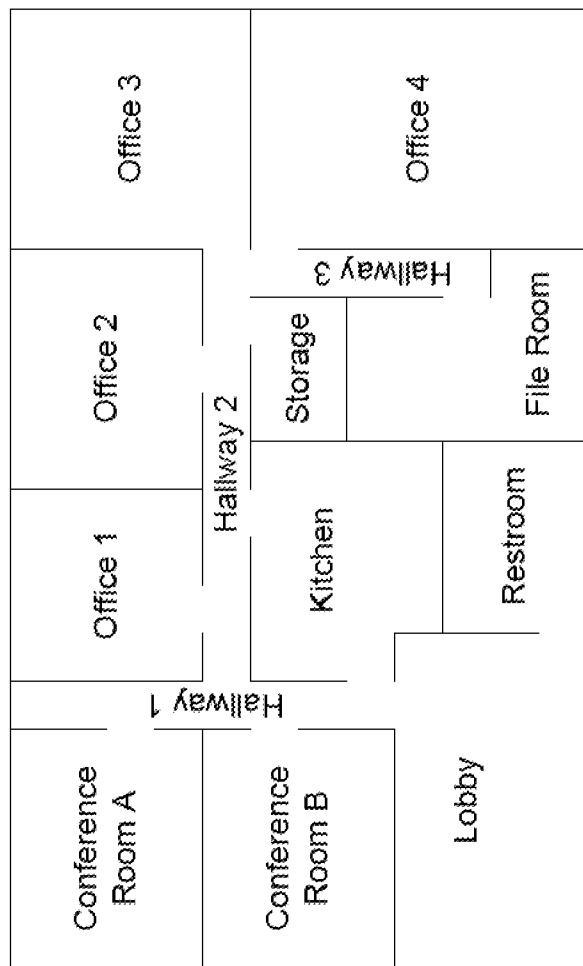 Conference
Room A
Office 1
Office 2
Office 3
Hallway 1
Hallway 2
Conference
Room B
Kitchen
Storage
Hallway 3
Office 4
Lobby
Restroom
File Room